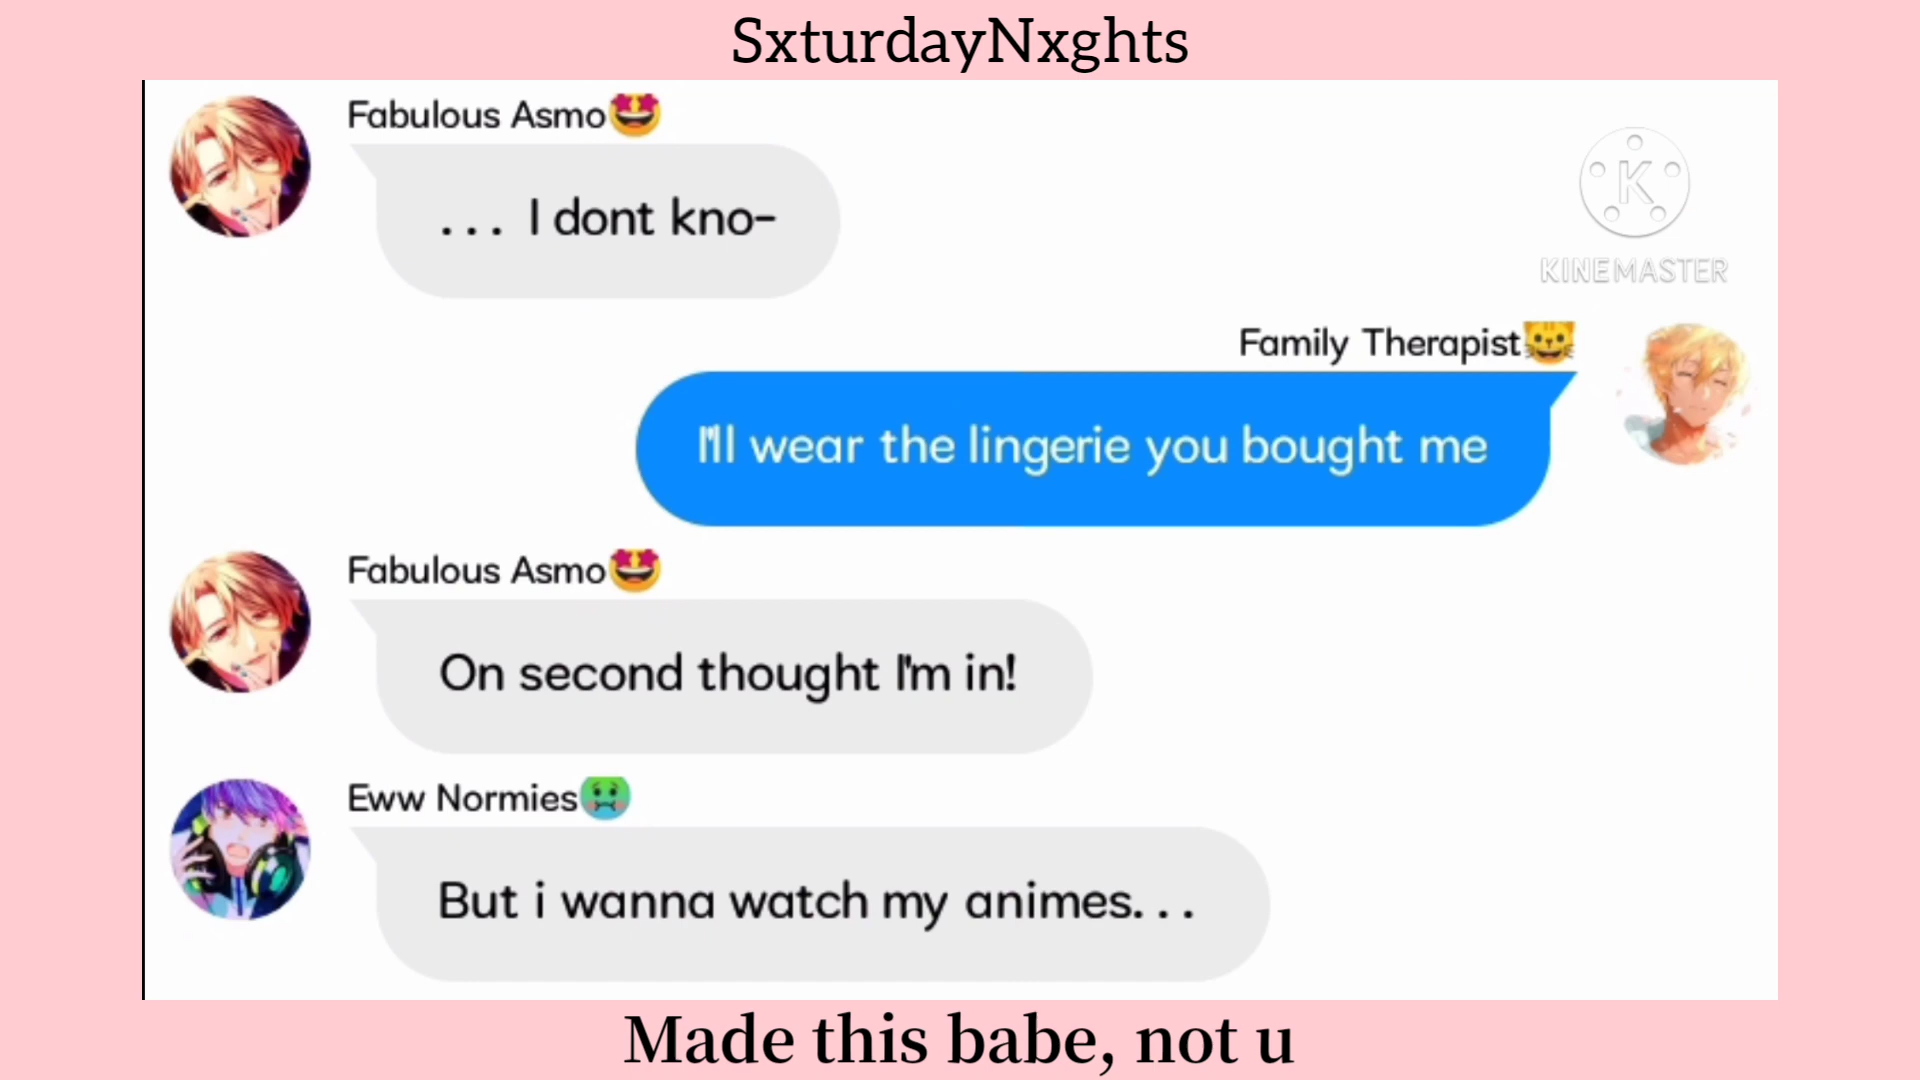 SxturdayNxghts
Fabulous Asmo🤩
... I dont kno-
K
KINEMASTER
Family Therapist😺
I'll wear the lingerie you bought me
Fabulous Asmo🤩
On second thought I'm in!
Eww Normies🤢
But i wanna watch my animes...
Made this babe, not u